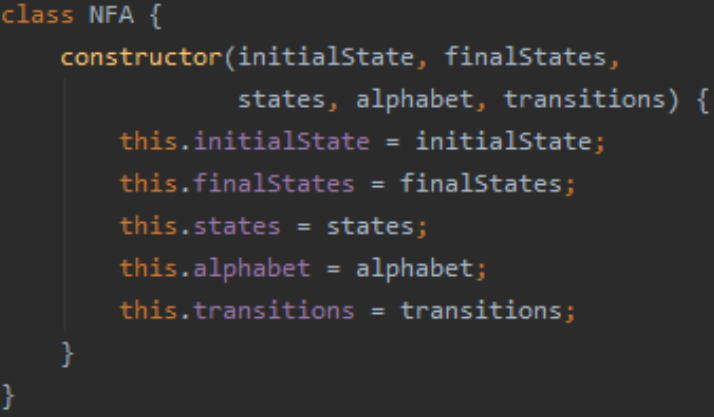 class NFA {
    constructor(initialState, finalStates,
                states, alphabet, transitions) {
        this.initialState = initialState;
        this.finalStates = finalStates;
        this.states = states;
        this.alphabet = alphabet;
        this.transitions = transitions;
    }
}